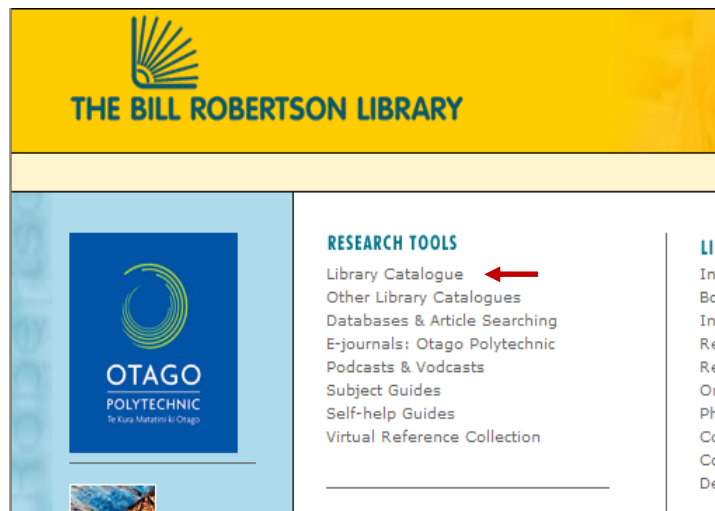 THE BILL ROBERTSON LIBRARY
OTAGO
POLYTECHNIC
Te Kura Matatini ki Otago
RESEARCH TOOLS
Library Catalogue
Other Library Catalogues
Databases & Article Searching
E-journals: Otago Polytechnic
Podcasts & Vodcasts
Subject Guides
Self-help Guides
Virtual Reference Collection